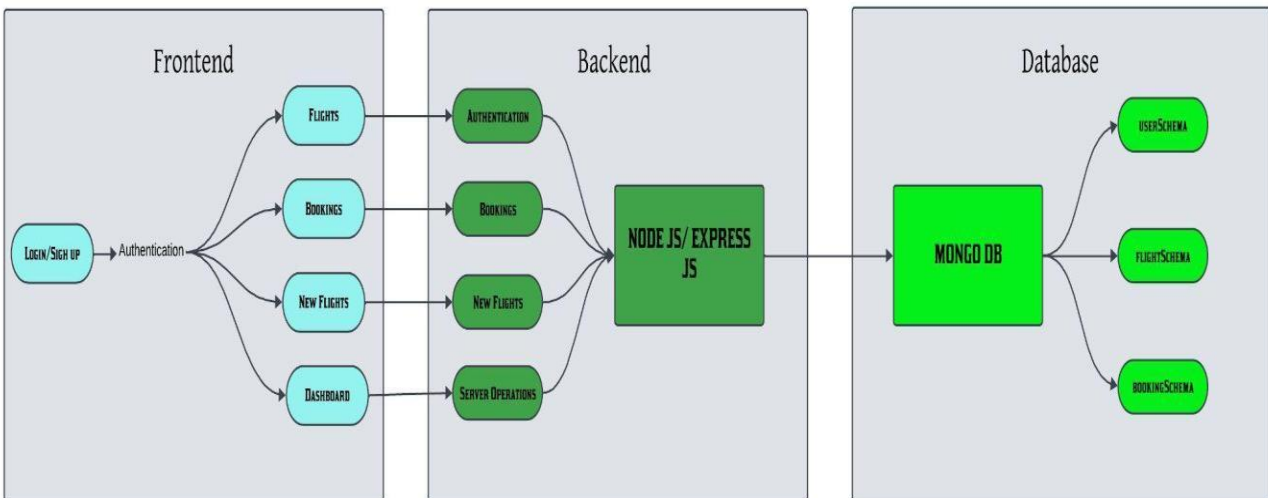 Frontend
Backend
Database
FLIGHTS
BOOKINGS
LOGIN/SIGH UP
Authentication
NEW FLIGHTS
DASHBOARD
AUTHENTICATION
BOOKINGS
NEW FLIGHTS
SERVER OPERATIONS
NODE JS/ EXPRESS
JS
MONGO DB
USERSCHEMA
FLIGHTSCHEMA
BOOKINGSCHEMA